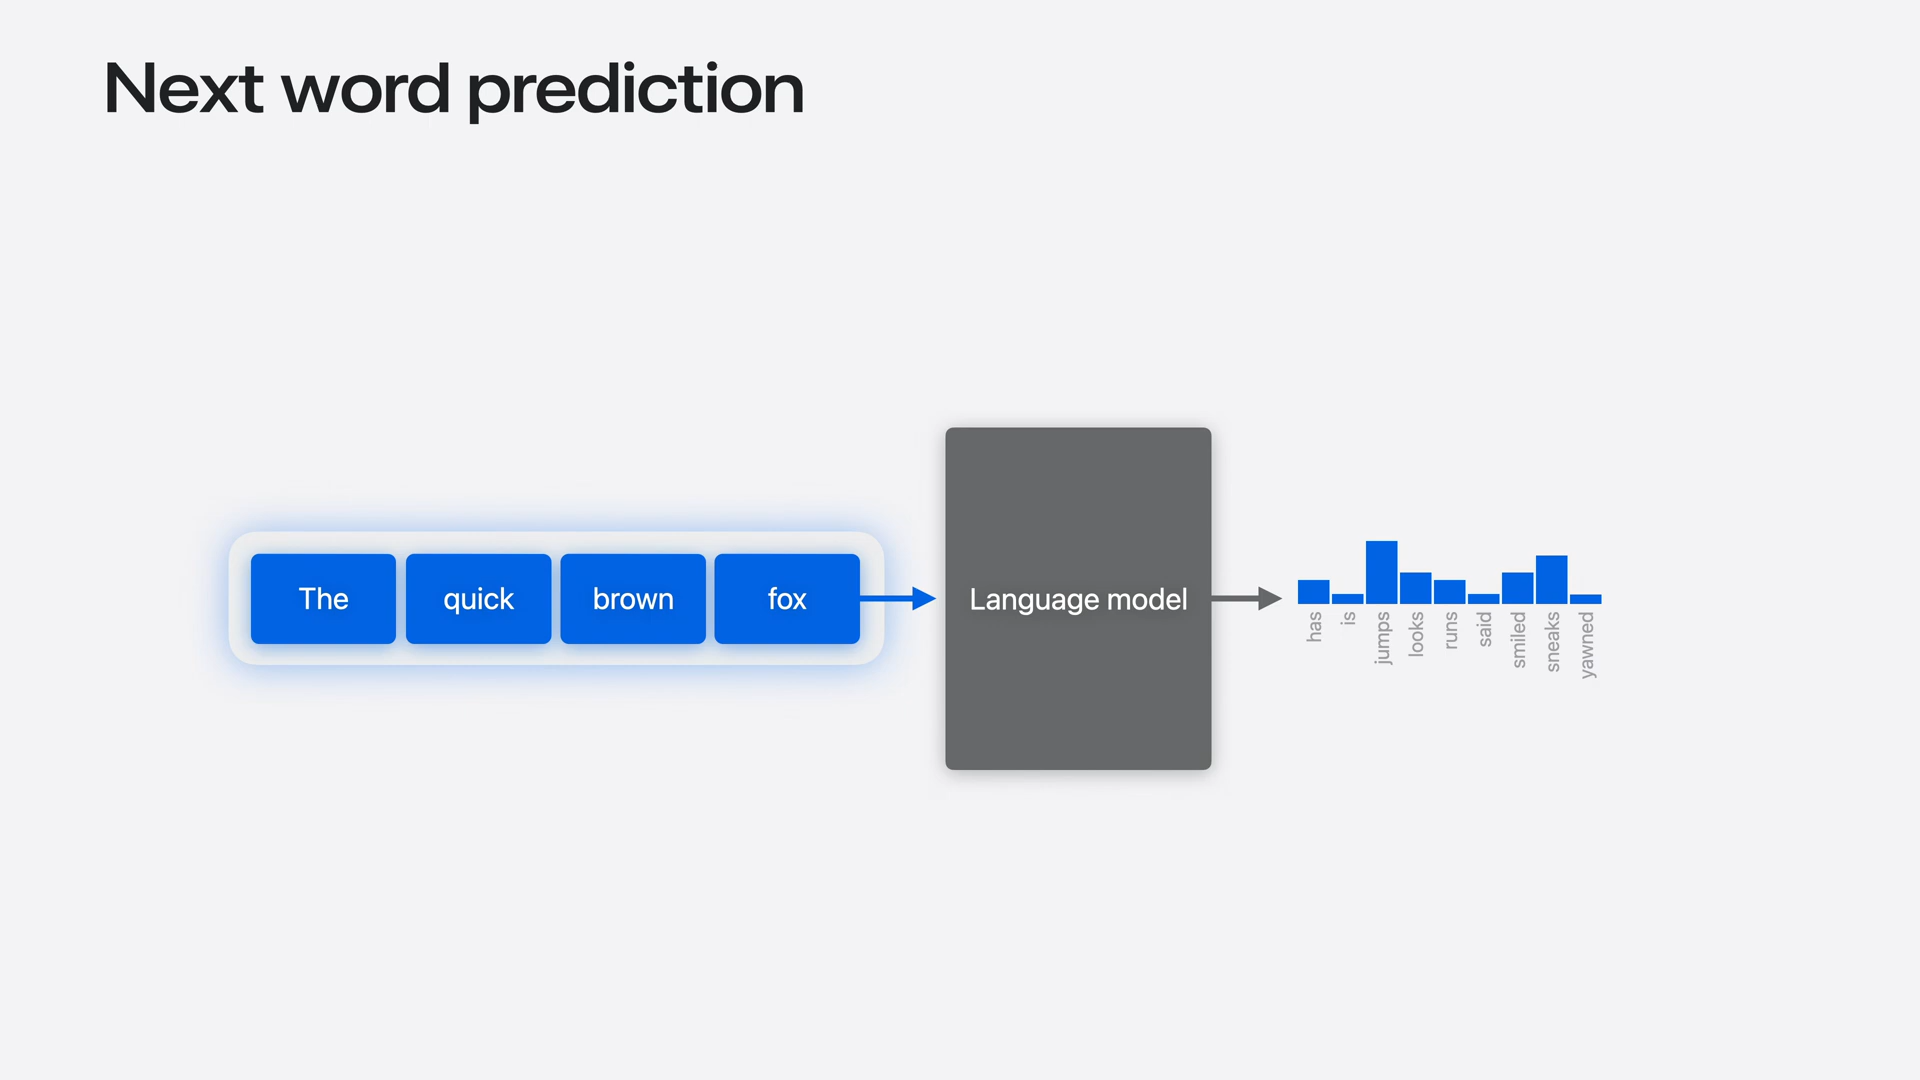 Next word prediction
The quick brown fox
Language model
has
is
jumps
looks
runs
said
smiled
sneaks
yawned